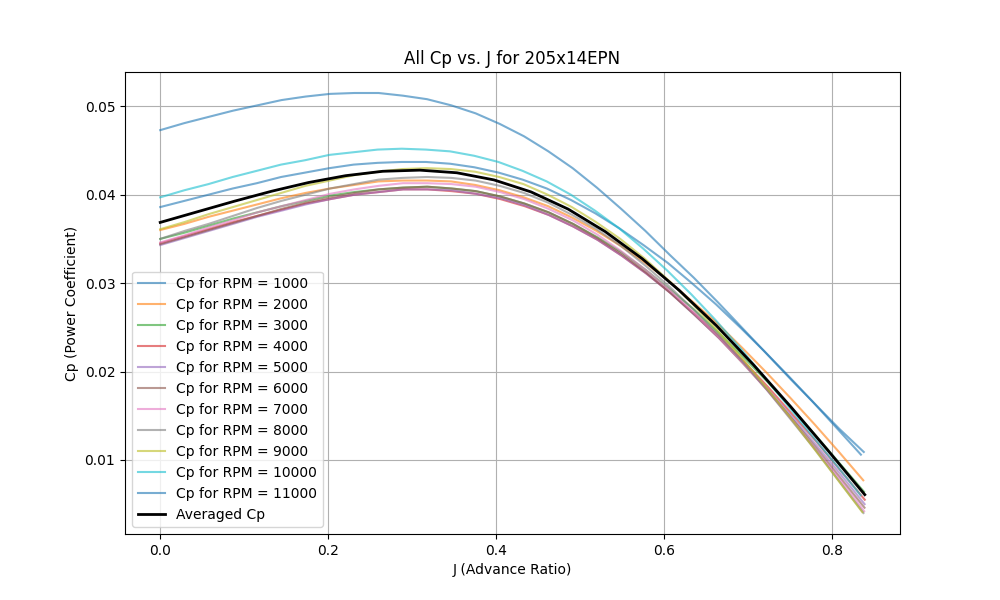 All Cp vs. J for 205x14EPN
Cp (Power Coefficient)
0.05
0.04
0.03
0.02
0.01
Cp for RPM = 1000
Cp for RPM = 2000
Cp for RPM = 3000
Cp for RPM = 4000
Cp for RPM = 5000
Cp for RPM = 6000
Cp for RPM = 7000
Cp for RPM = 8000
Cp for RPM = 9000
Cp for RPM = 10000
Cp for RPM = 11000
Averaged Cp
0.0 0.2 0.4 0.6 0.8
J (Advance Ratio)